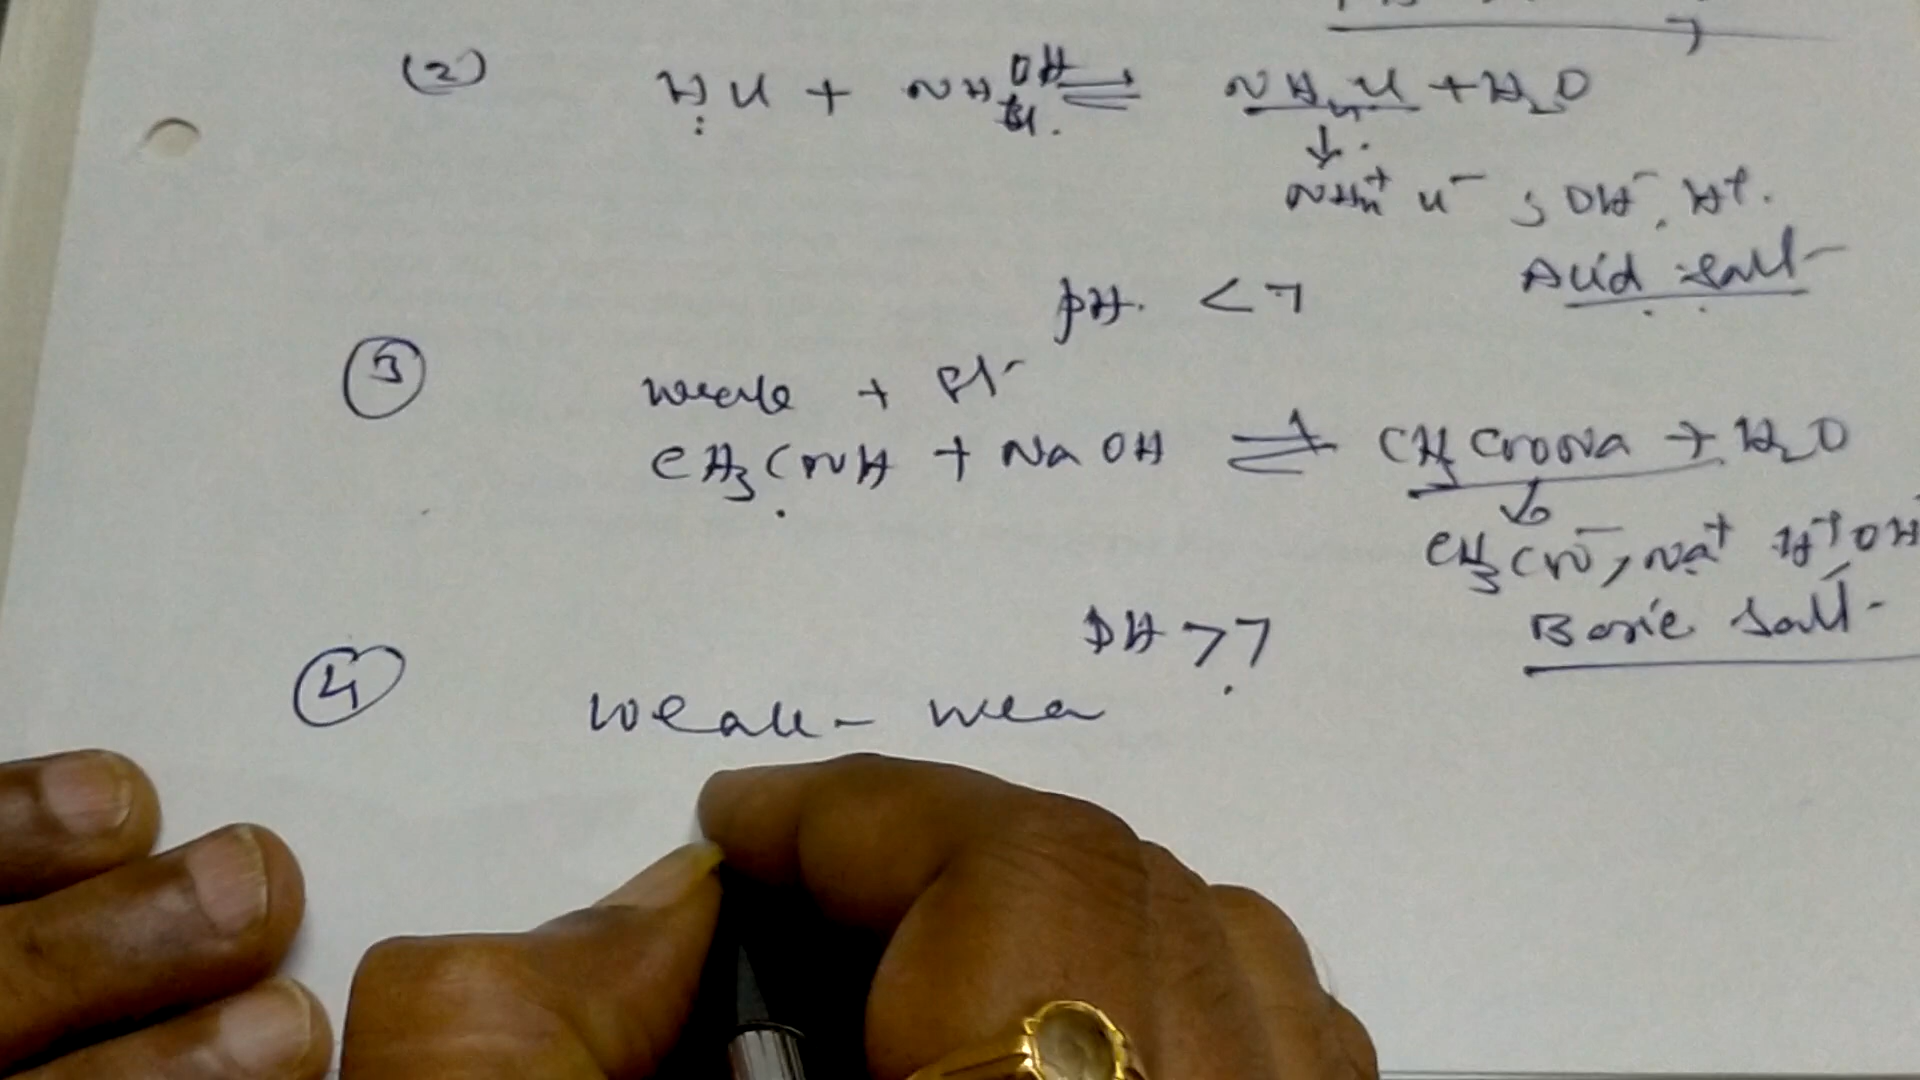 (2) HCl + NH4OH ⇌ NH4Cl + H2O
↓
NH4+ Cl- ; OH-, H+.
Acid salt
pH. < 7
(3) weak + St
CH3COOH + NaOH ⇌ CH3COONa + H2O
↓
CH3COO-, Na+ H+ OH
Basic Salt
pH > 7
(4) weak - wea